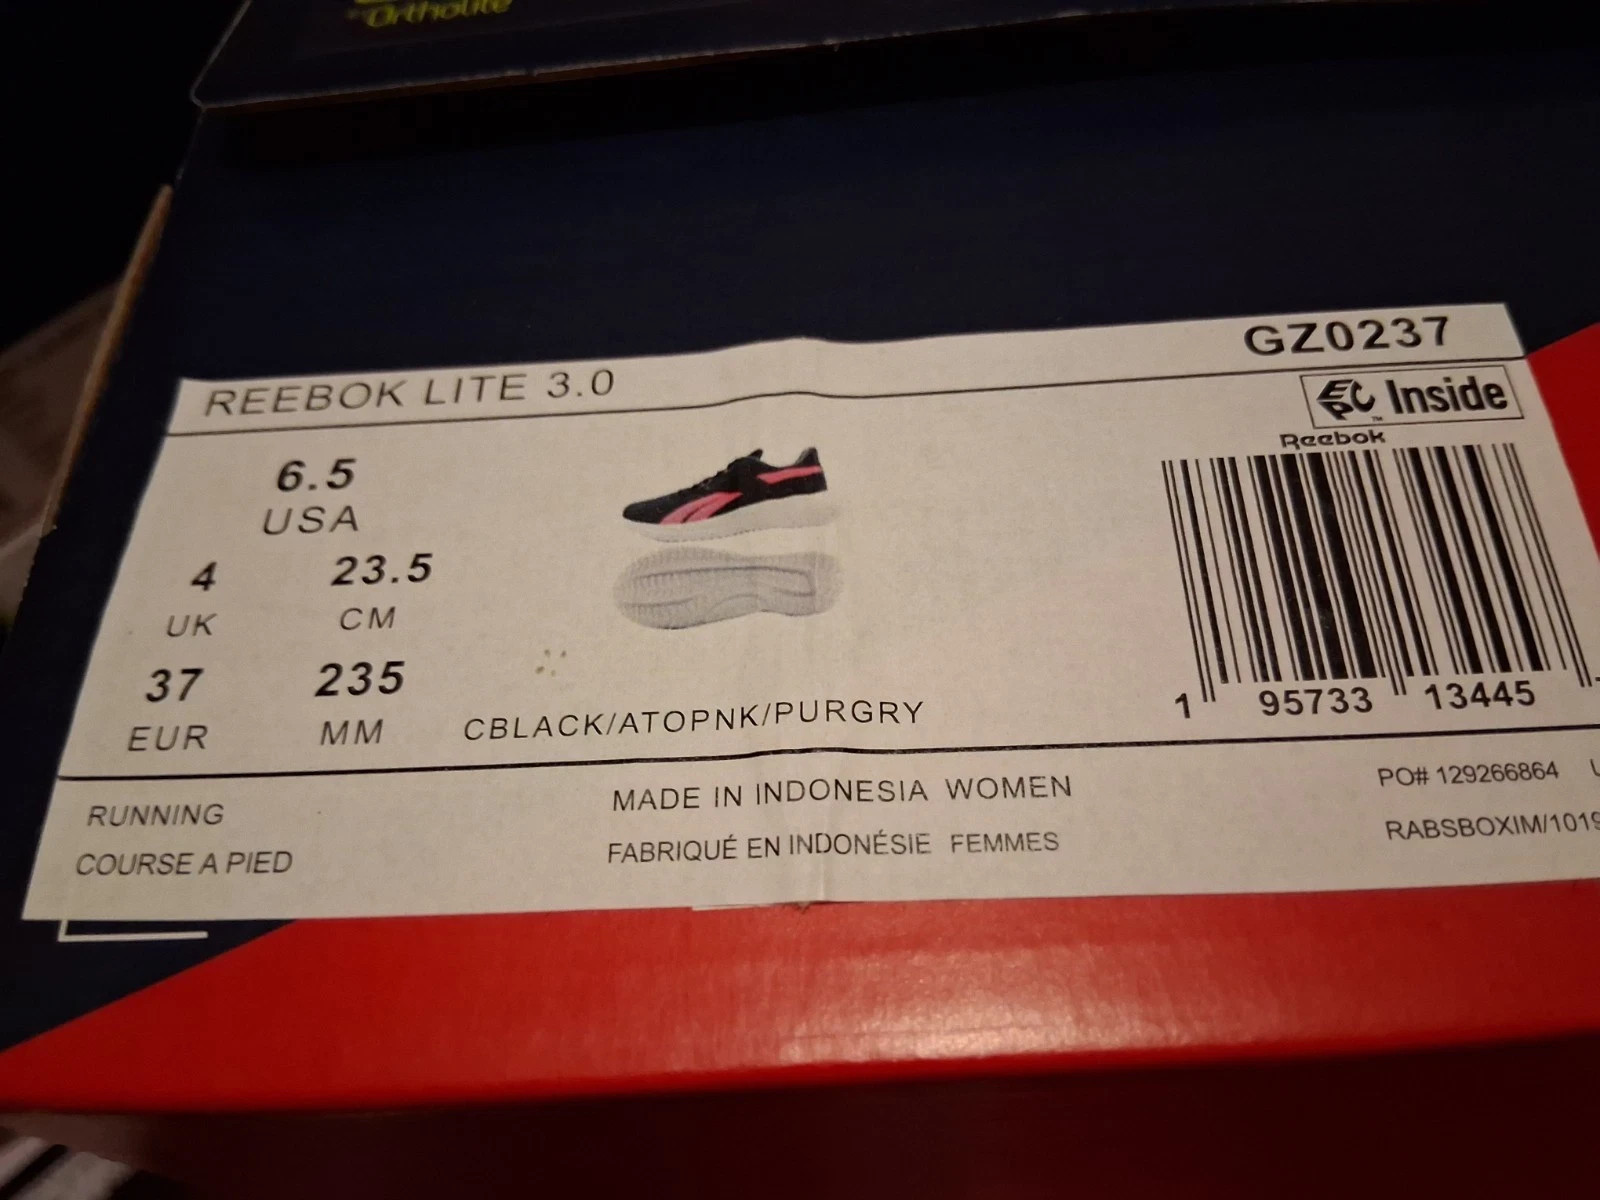 Ortholite
REEBOK LITE 3.0
GZ0237
EPC™ Inside
Reebok
6.5
USA
4 23.5
UK CM
37 235
EUR MM
CBLACK/ATOPNK/PURGRY
1 95733 13445
RUNNING
COURSE A PIED
MADE IN INDONESIA WOMEN
FABRIQUÉ EN INDONÉSIE FEMMES
PO# 129266864
RABSBOXIM/1019